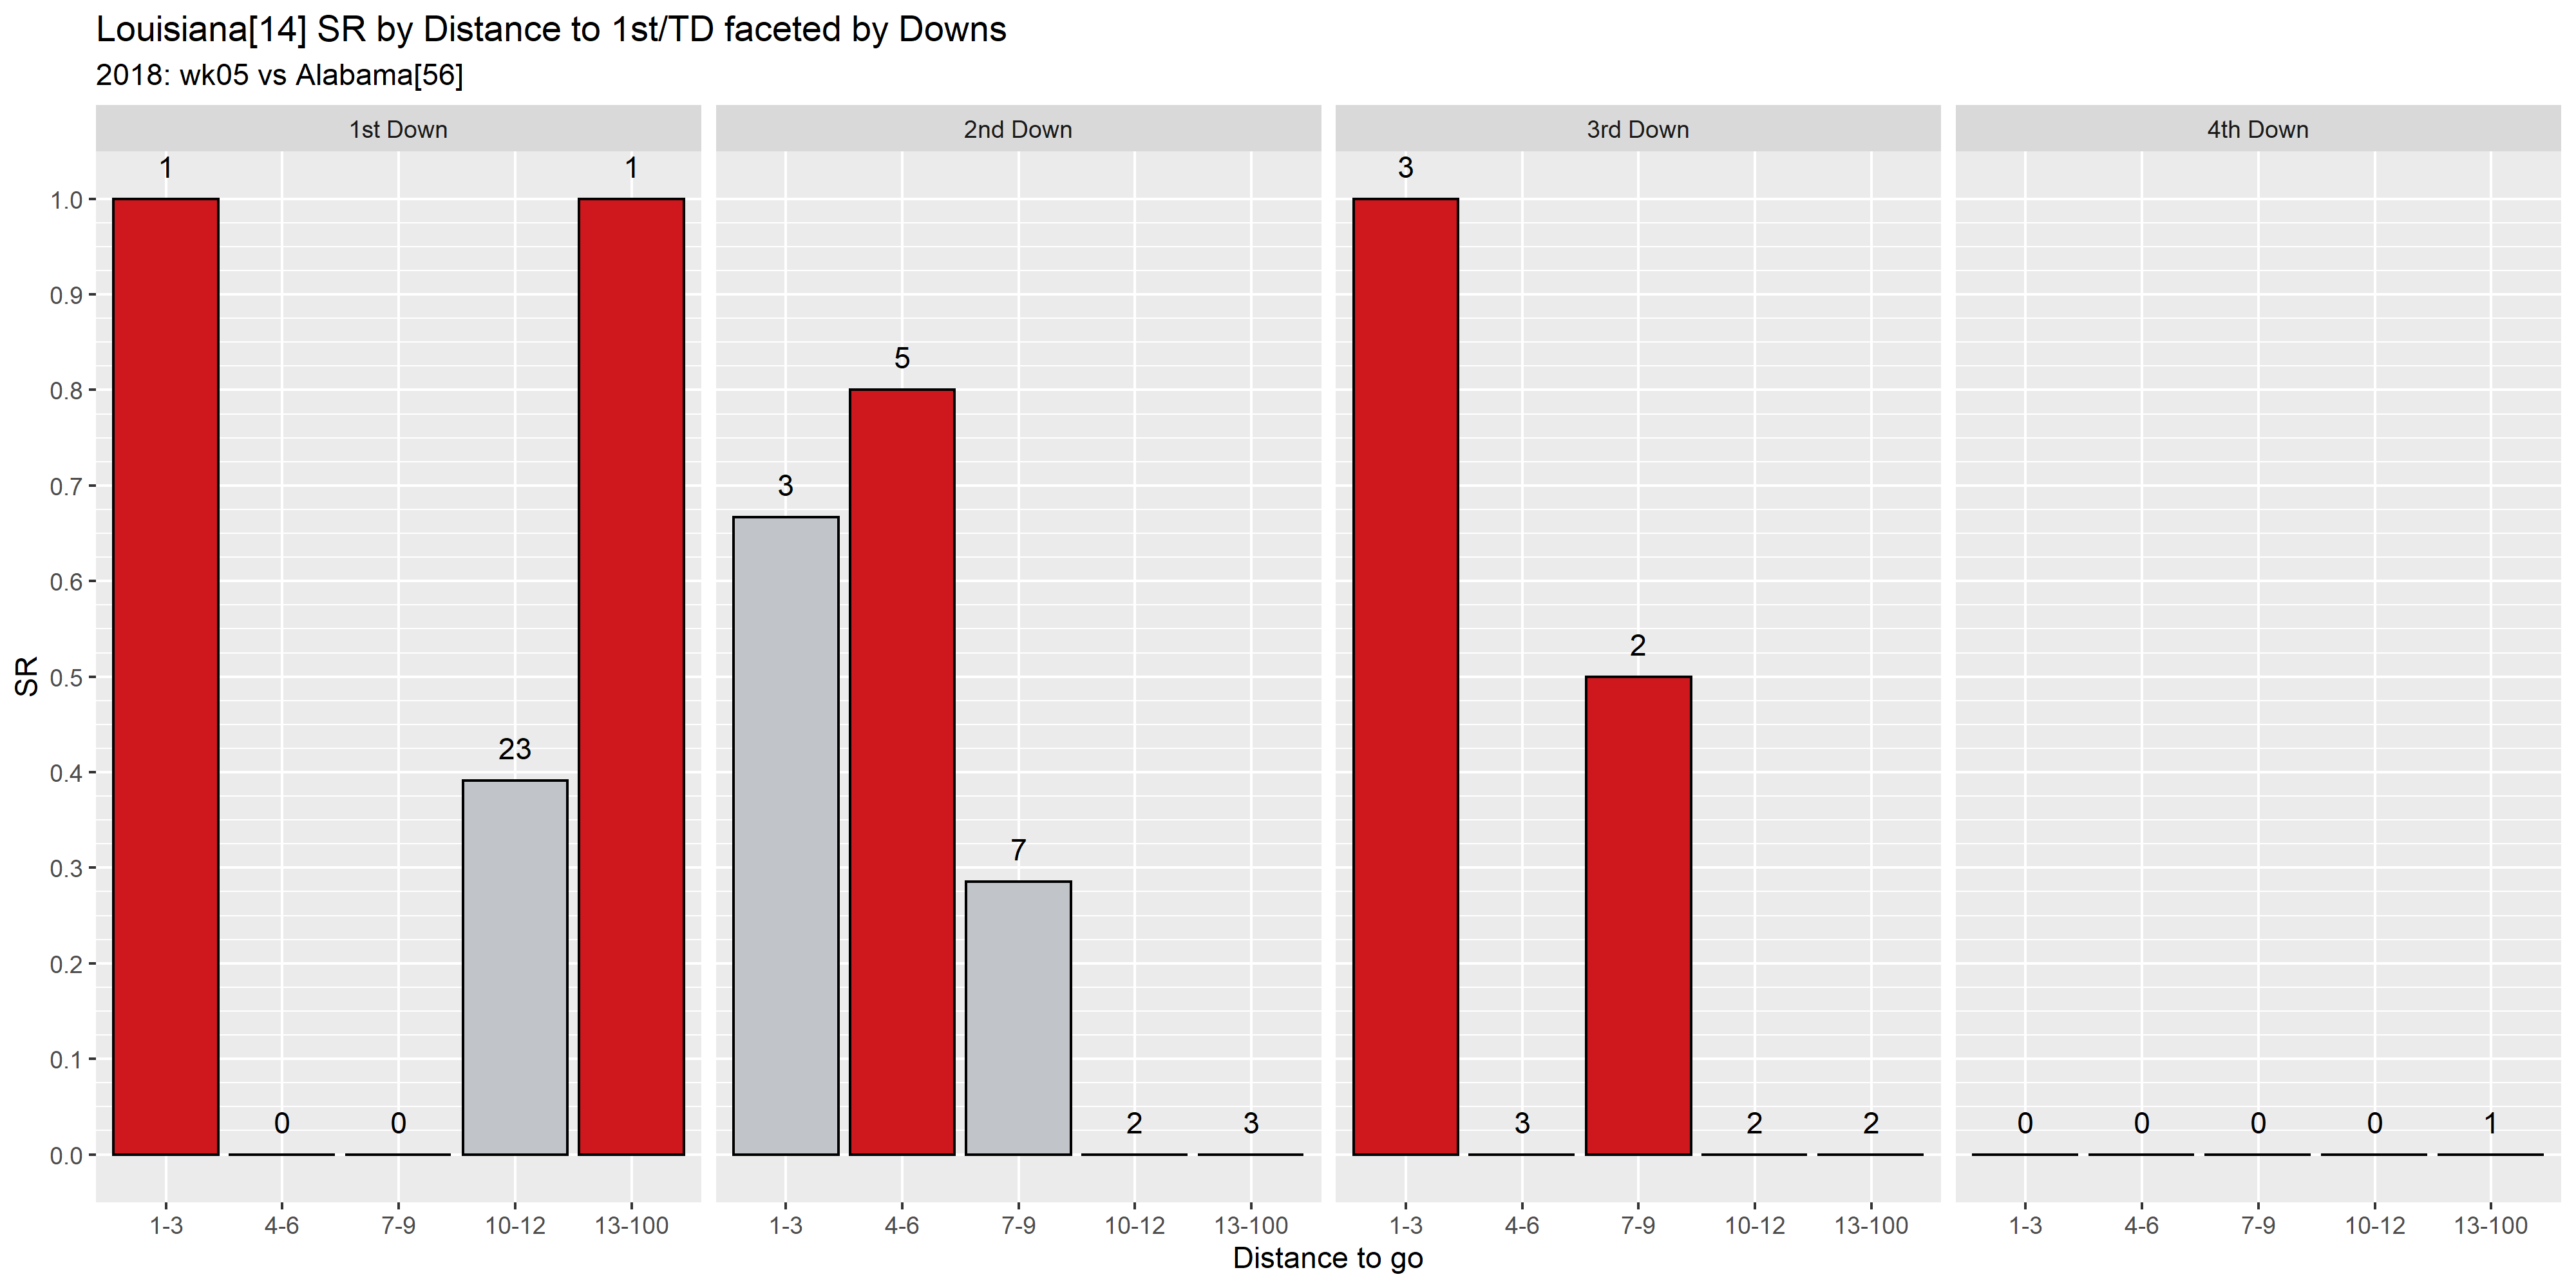 Louisiana[14] SR by Distance to 1st/TD faceted by Downs
2018: wk05 vs Alabama[56]
1st Down
2nd Down
3rd Down
4th Down
SR
1.0
0.9
0.8
0.7
0.6
0.5
0.4
0.3
0.2
0.1
0.0
1
0
0
23
1
3
5
7
2
3
3
3
2
2
2
0
0
0
0
1
1-3 4-6 7-9 10-12 13-100
1-3 4-6 7-9 10-12 13-100
1-3 4-6 7-9 10-12 13-100
1-3 4-6 7-9 10-12 13-100
Distance to go